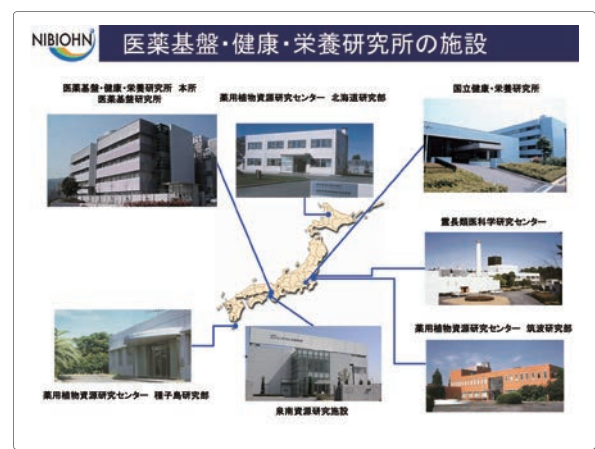 NIBIOHN
医薬基盤・健康・栄養研究所の施設
医薬基盤・健康・栄養研究所 本所
医薬基盤研究所
薬用植物資源研究センター 北海道研究部
国立健康・栄養研究所
霊長類医科学研究センター
薬用植物資源研究センター 筑波研究部
薬用植物資源研究センター 種子島研究部
泉南資源研究施設